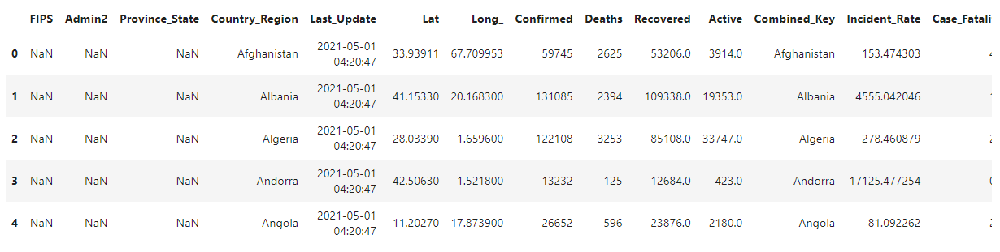 FIPS Admin2 Province_State Country_Region Last_Update Lat Long_ Confirmed Deaths Recovered Active Combined_Key Incident_Rate Case_Fatali
0 NaN NaN NaN Afghanistan 2021-05-01 33.93911 67.709953 59745 2625 53206.0 3914.0 Afghanistan 153.474303
04:20:47
1 NaN NaN NaN Albania 2021-05-01 41.15330 20.168300 131085 2394 109338.0 19353.0 Albania 4555.042046
04:20:47
2 NaN NaN NaN Algeria 2021-05-01 28.03390 1.659600 122108 3253 85108.0 33747.0 Algeria 278.460879
04:20:47
3 NaN NaN NaN Andorra 2021-05-01 42.50630 1.521800 13232 125 12684.0 423.0 Andorra 17125.477254
04:20:47
4 NaN NaN NaN Angola 2021-05-01 -11.20270 17.873900 26652 596 23876.0 2180.0 Angola 81.092262
04:20:47